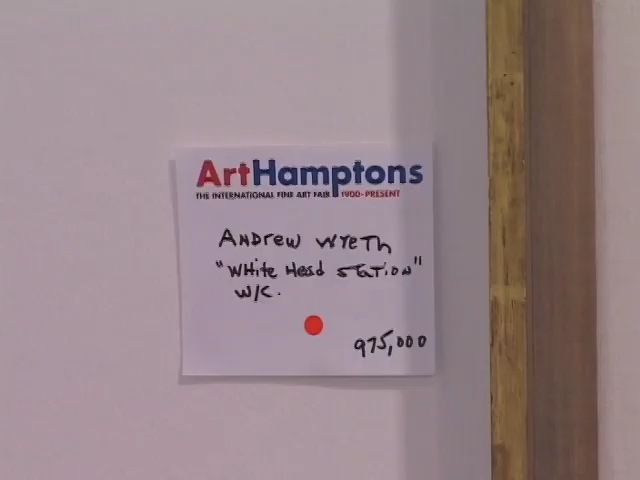 ArtHamptons
THE INTERNATIONAL FINE ART FAIR 1900-PRESENT
ANDREW WYETH
"WHITE HEAD STATION"
W/C.
975,000